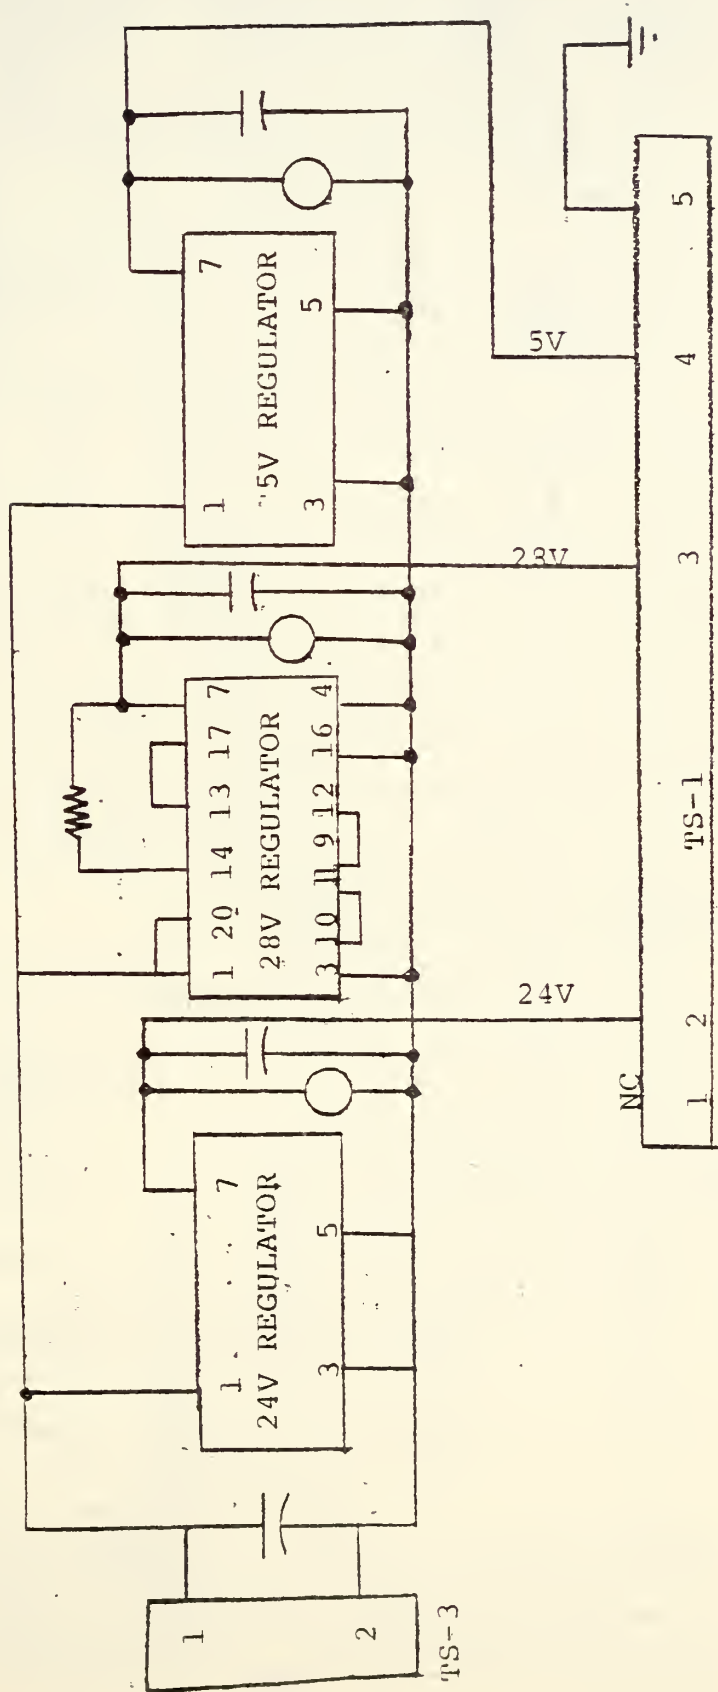 1
2
TS-3
1 7
24V REGULATOR
3 5
1 20 14 13 17 7
28V REGULATOR
3 10 11 9 12 16 4
1 7
5V REGULATOR
3 5
24V
28V
5V
NC
1 2 3 4 5
TS-1